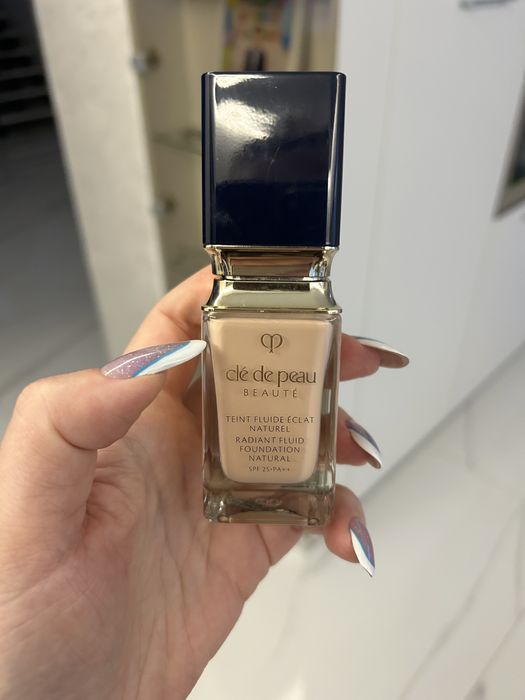 clé de peau
BEAUTÉ
TEINT FLUIDE ÉCLAT
NATUREL
RADIANT FLUID
FOUNDATION
NATURAL
SPF 25•PA++